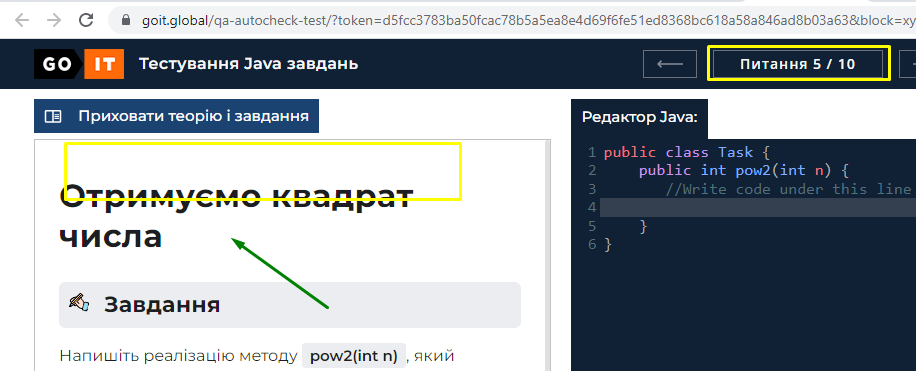 goit.global/qa-autocheck-test/?token=d5fcc3783ba50fcac78b5a5ea8e4d69f6fe51ed8368bc618a58a846ad8b03a63&block=xy
GO IT Тестування Java завдань
Питання 5 / 10
Приховати теорію і завдання
Отримуємо квадрат
числа
Завдання
Напишіть реалізацію методу pow2(int n) , який
Редактор Java:
1 public class Task {
2 public int pow2(int n) {
3 //Write code under this line
4
5 }
6 }